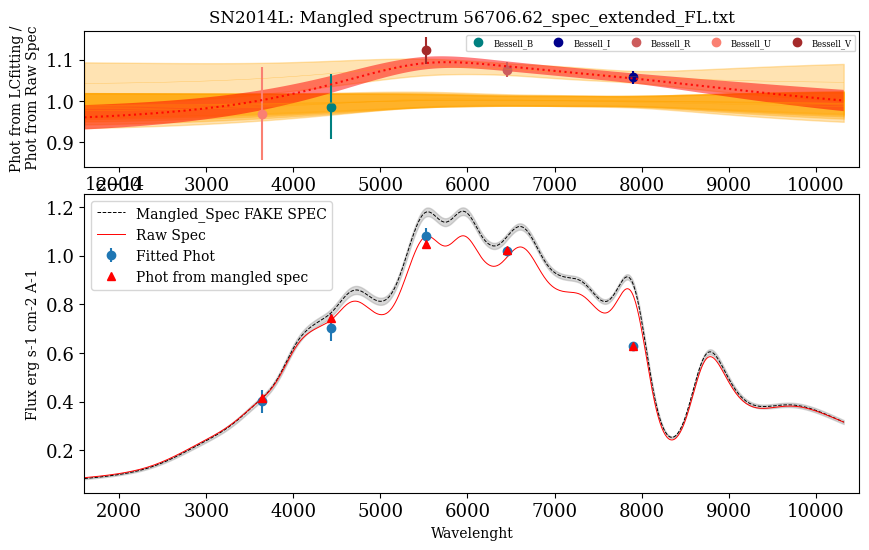 SN2014L: Mangled spectrum 56706.62_spec_extended_FL.txt
Phot from LCfitting /
Phot from Raw Spec
Bessell_B
Bessell_I
Bessell_R
Bessell_U
Bessell_V
1.1
1.0
0.9
2000 3000 4000 5000 6000 7000 8000 9000 10000
1e−14
Flux erg s-1 cm-2 A-1
Mangled_Spec FAKE SPEC
Raw Spec
Fitted Phot
Phot from mangled spec
1.2
1.0
0.8
0.6
0.4
0.2
2000 3000 4000 5000 6000 7000 8000 9000 10000
Wavelenght